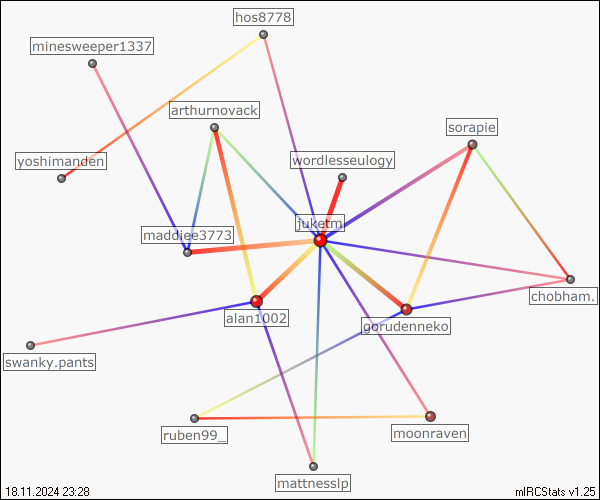 hos8778
minesweeper1337
arthurnovack
sorapie
yoshimanden
wordlesseulogy
juketm
maddiee3773
chobham.
alan1002
gorudenneko
swanky.pants
ruben99_
moonraven
mattnesslp
18.11.2024 23:28
mIRCStats v1.25